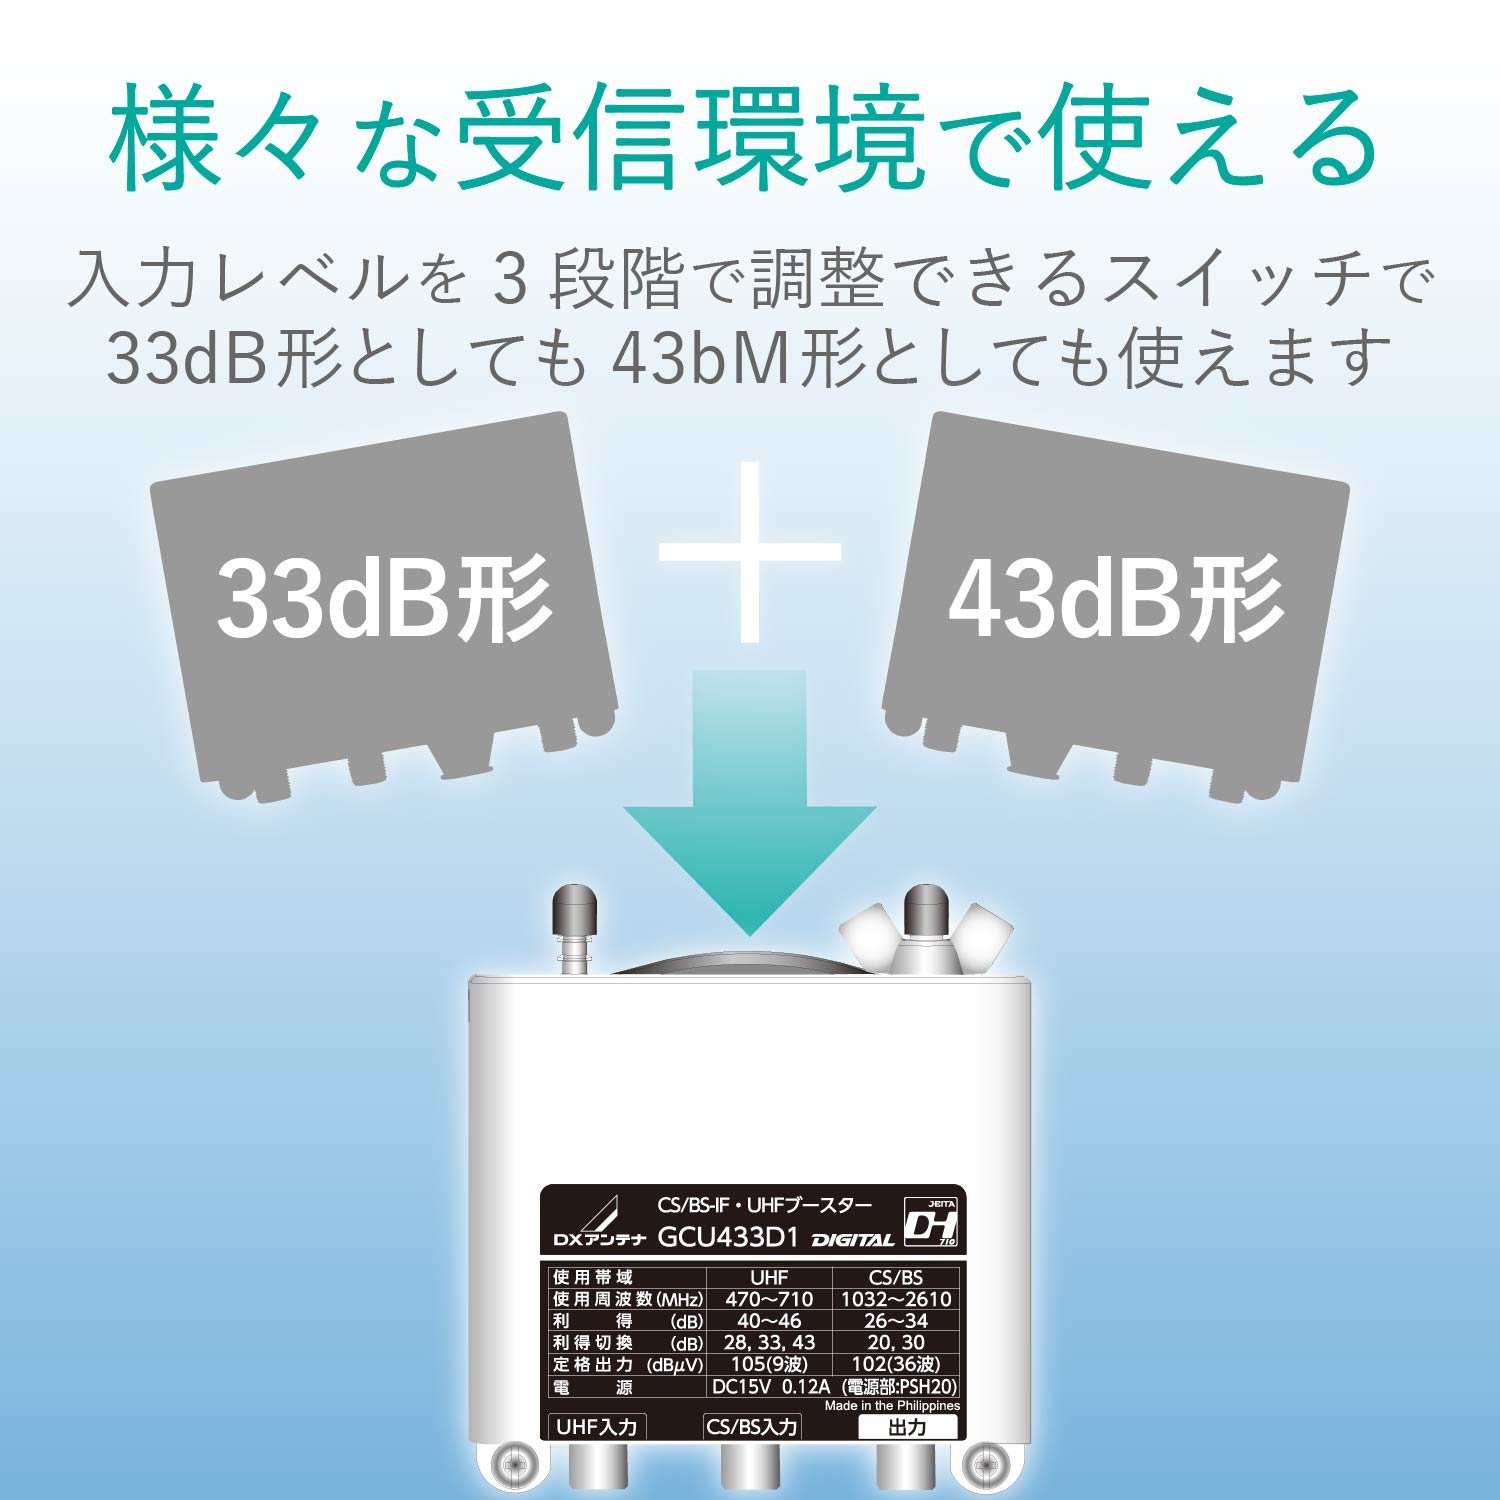 様々な受信環境で使える
入力レベルを3段階で調整できるスイッチで
33dB形としても43bM形としても使えます
33dB形
43dB形
DXアンテナ
CS/BS-IF・UHFブースター
GCU433D1 DIGITAL
JEITA
DH
710
使用帯域 UHF CS/BS
使用周波数(MHz) 470～710 1032～2610
利得 (dB) 40～46 26～34
利得切換 (dB) 28, 33, 43 20, 30
定格出力 (dBμV) 105(9波) 102(36波)
電源 DC15V 0.12A (電源部:PSH20)
Made in the Philippines
UHF入力 CS/BS入力 出力